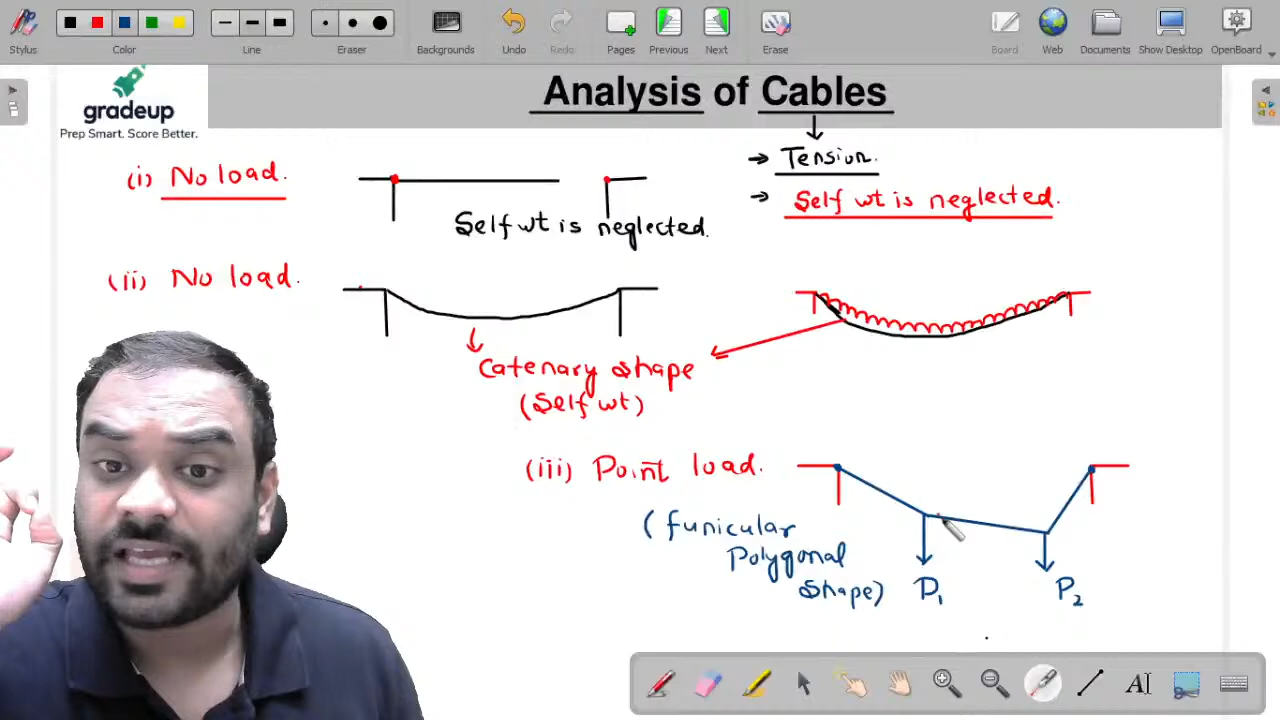 Stylus
Color
Line
Eraser
Backgrounds
Undo
Redo
Pages
Previous
Next
Erase
Board
Web
Documents
Show Desktop
OpenBoard
gradeup
Prep Smart. Score Better.
Analysis of Cables
→ Tension.
→ Self wt is neglected.
(i) No load.
Self wt is neglected.
(ii) No load.
Catenary shape
(Self wt)
(iii) Point load.
(funicular
Polygonal
shape)
P1
P2
A